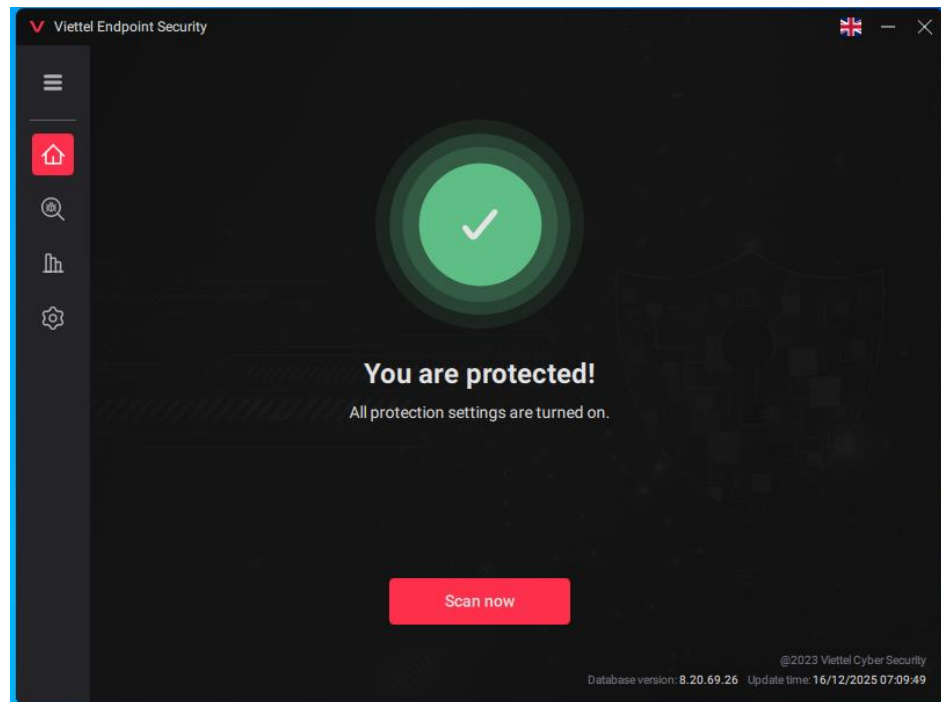 Viettel Endpoint Security
You are protected!
All protection settings are turned on.
Scan now
@2023 Viettel Cyber Security
Database version: 8.20.69.26 Update time: 16/12/2025 07:09:49